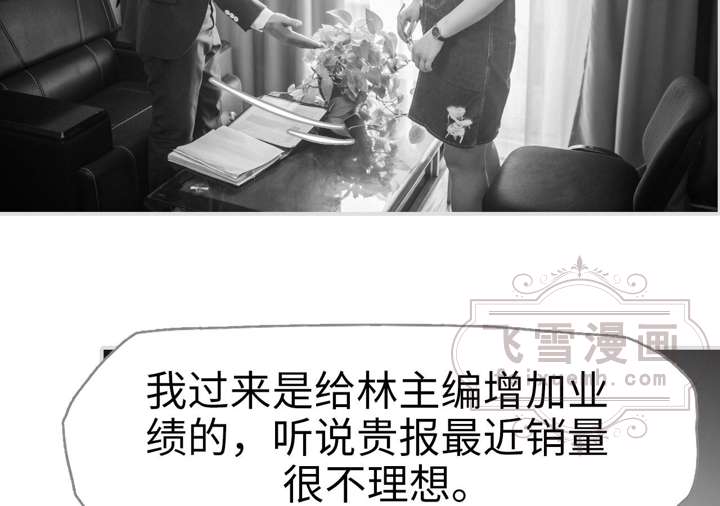 飞雪漫画
feixuemh.com
我过来是给林主编增加业
绩的，听说贵报最近销量
很不理想。